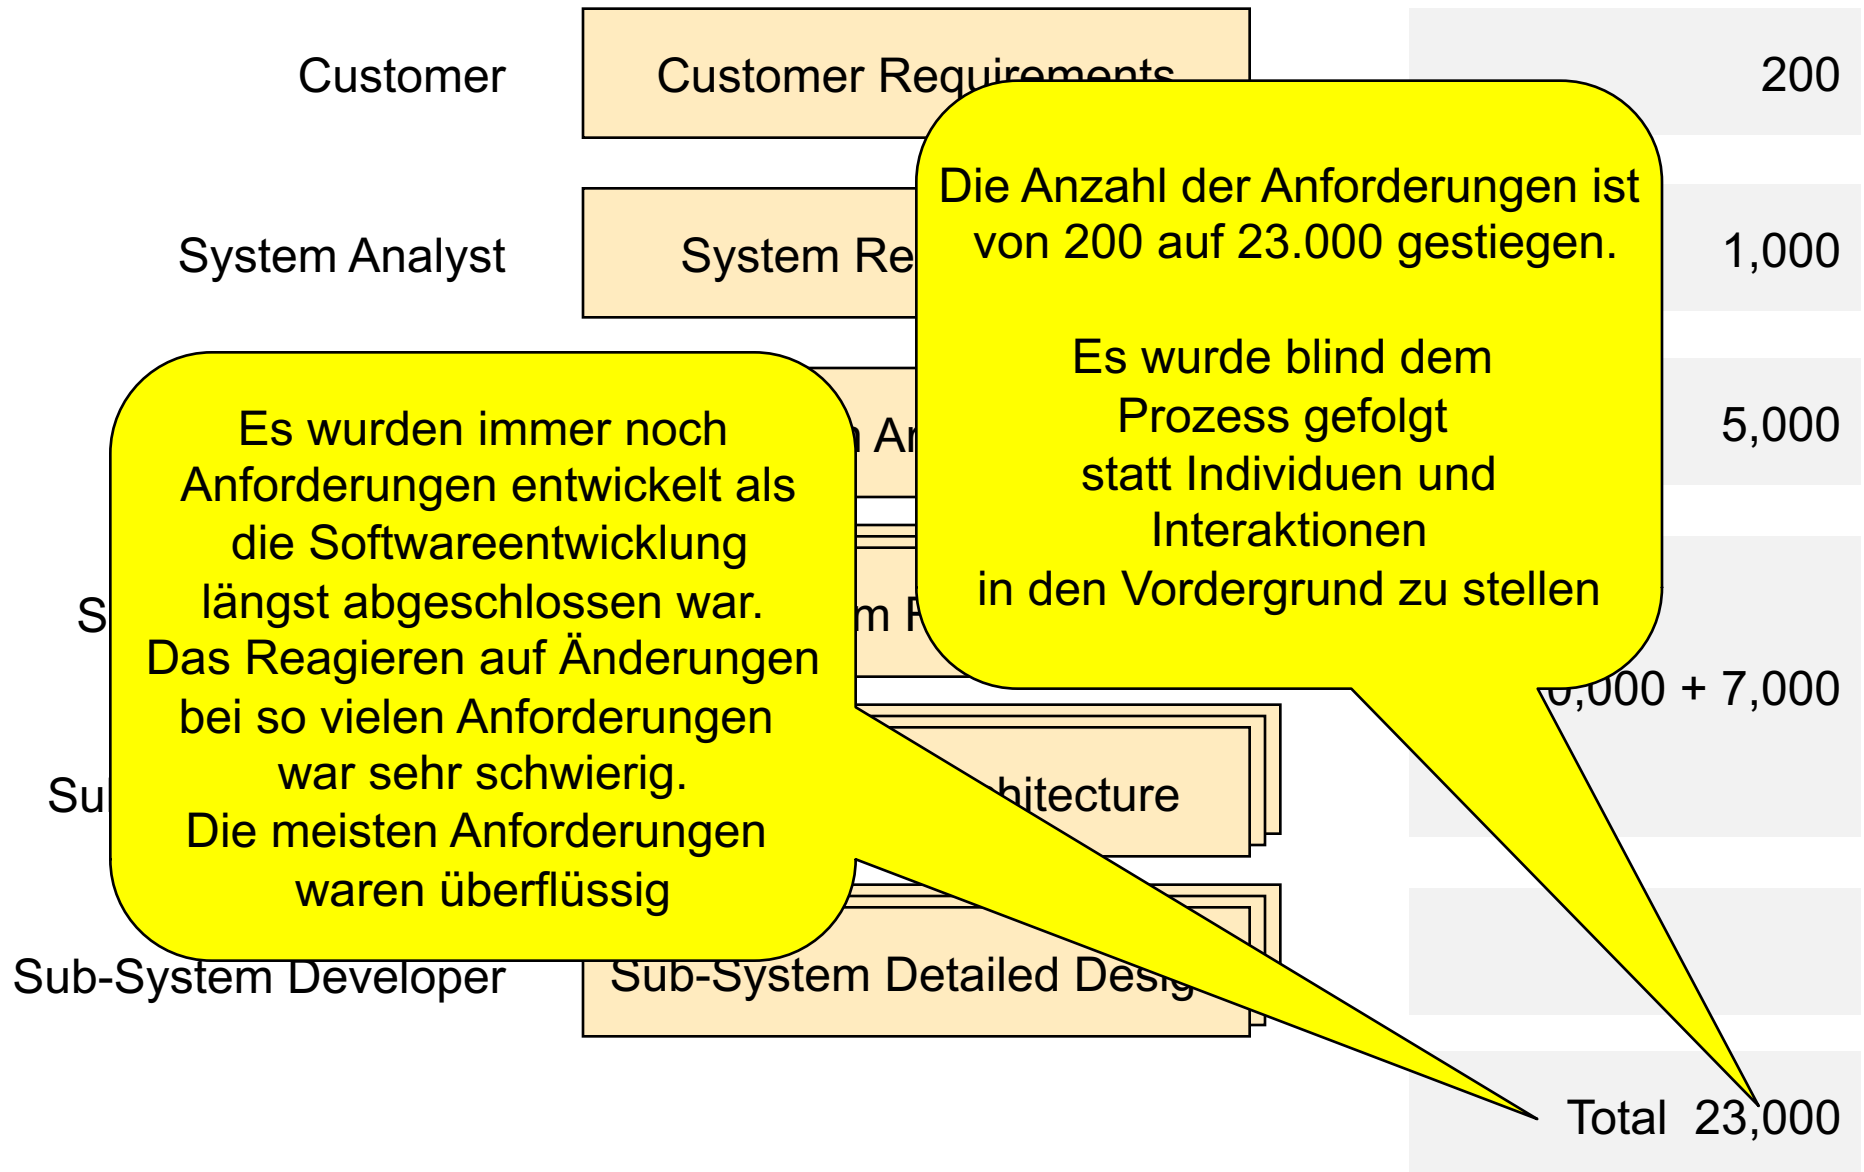 Customer
Customer Requirements
200
System Analyst
System Re
1,000
5,000
Die Anzahl der Anforderungen ist
von 200 auf 23.000 gestiegen.
Es wurde blind dem
Prozess gefolgt
statt Individuen und
Interaktionen
in den Vordergrund zu stellen
Es wurden immer noch
Anforderungen entwickelt als
die Softwareentwicklung
längst abgeschlossen war.
Das Reagieren auf Änderungen
bei so vielen Anforderungen
war sehr schwierig.
Die meisten Anforderungen
waren überflüssig
0,000 + 7,000
hitecture
Sub-System Developer
Sub-System Detailed Desig
Total 23,000